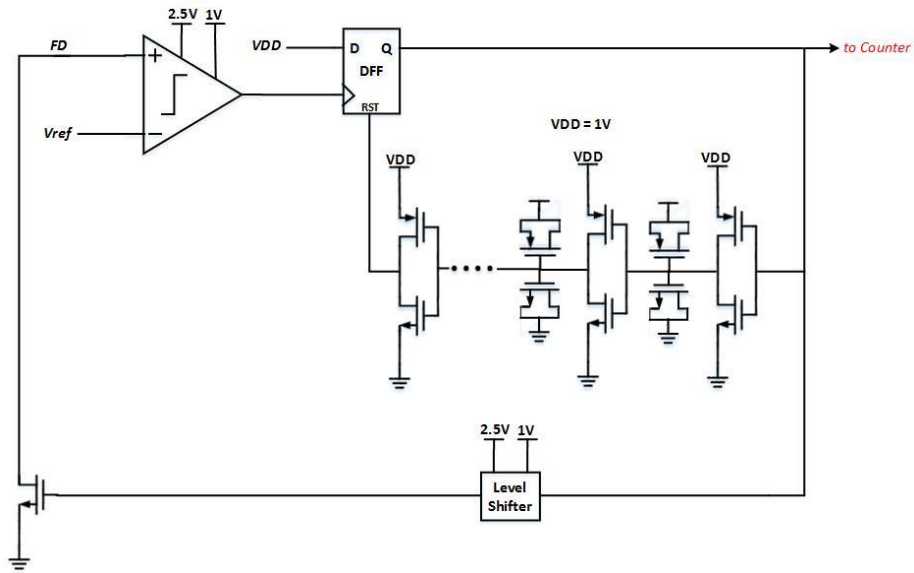 2.5V 1V
FD
VDD
D Q
DFF
RST
to Counter
+
Vref
−
VDD = 1V
VDD
VDD
VDD
2.5V 1V
Level
Shifter